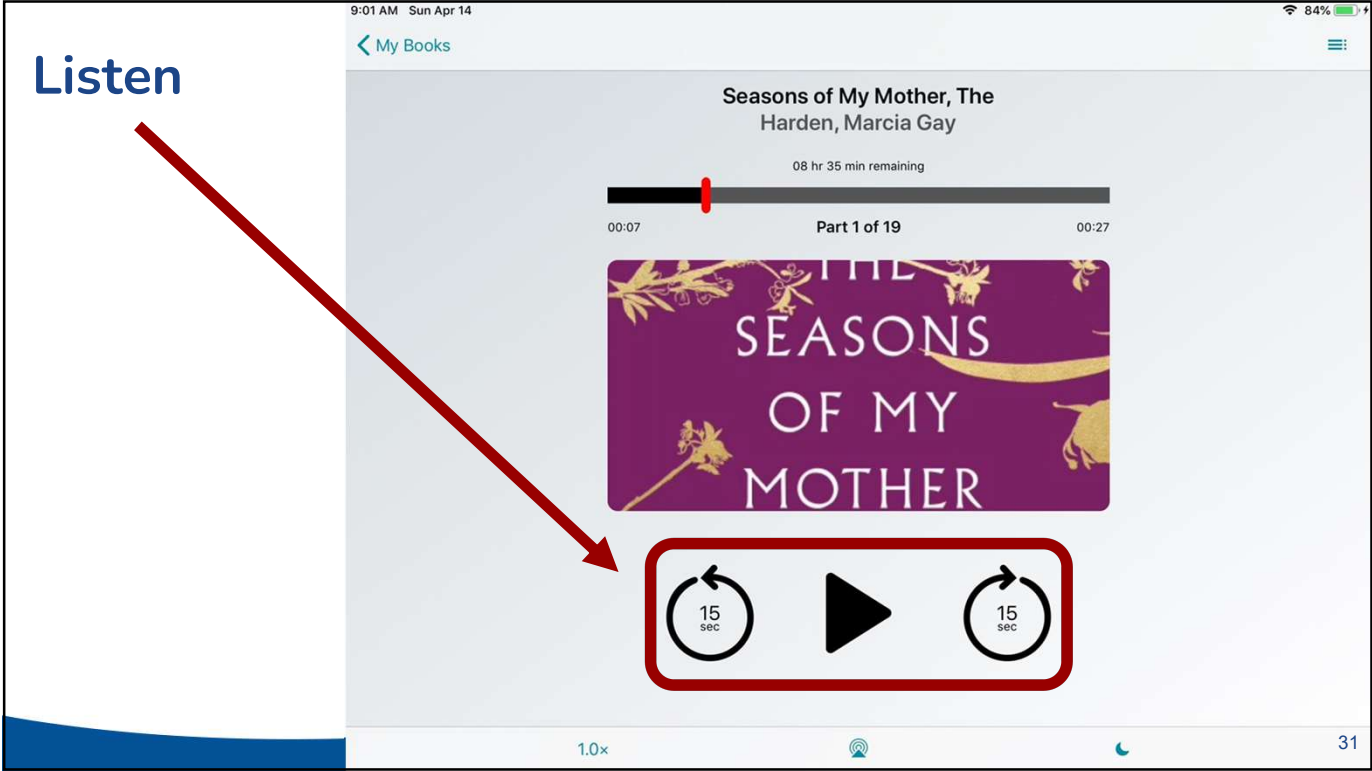 Listen
9:01 AM Sun Apr 14
84%
My Books
Seasons of My Mother, The
Harden, Marcia Gay
08 hr 35 min remaining
00:07 Part 1 of 19 00:27
THE
SEASONS
OF MY
MOTHER
15 15
sec sec
1.0×
31